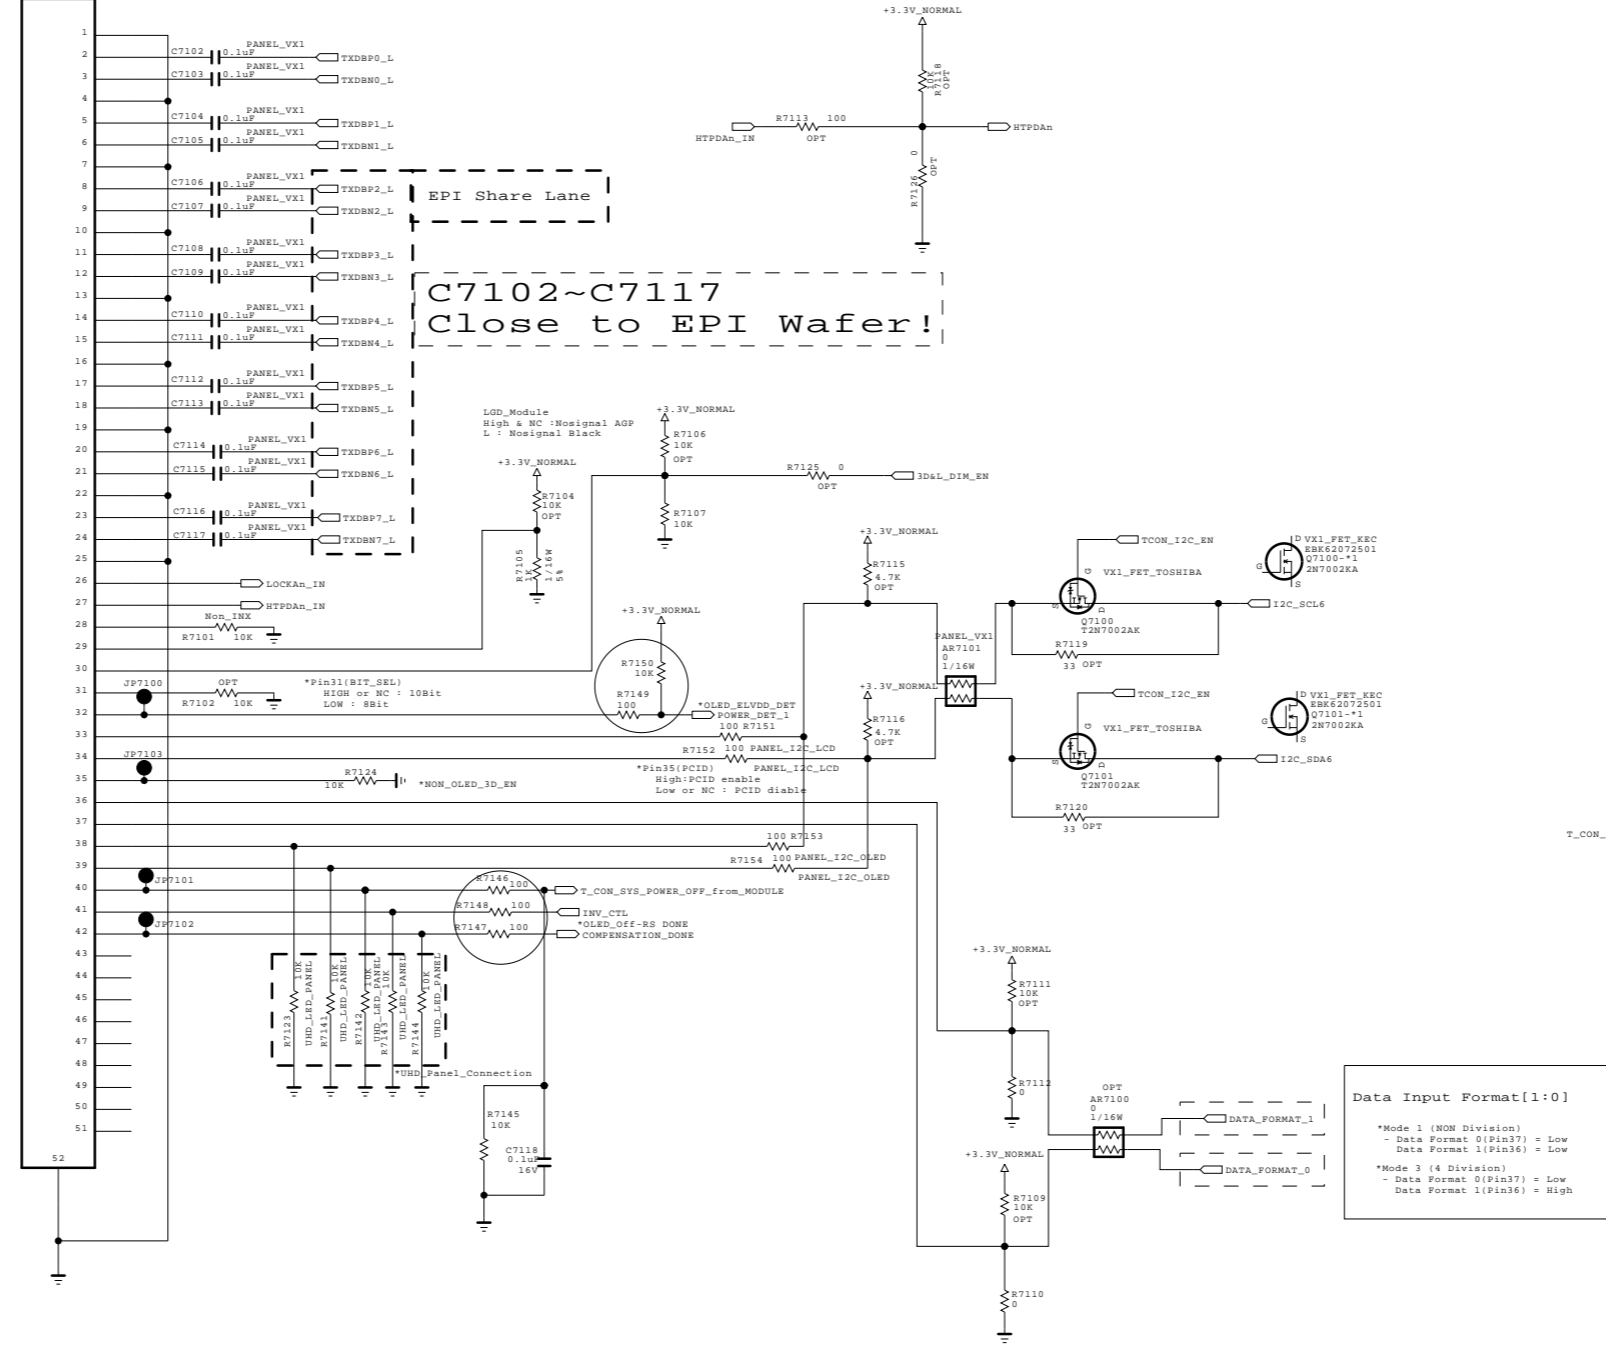 +3.3V_NORMAL
10K
R7118
OPT
R7113 100
HTPDAn_IN OPT
HTPDAn
0
OPT
R7126
1
2 C7102 0.1uF PANEL_VX1 TXDBP0_L
3 C7103 0.1uF PANEL_VX1 TXDBN0_L
4
5 C7104 0.1uF PANEL_VX1 TXDBP1_L
6 C7105 0.1uF PANEL_VX1 TXDBN1_L
7
8 C7106 0.1uF PANEL_VX1 TXDBP2_L
9 C7107 0.1uF PANEL_VX1 TXDBN2_L
10
11 C7108 0.1uF PANEL_VX1 TXDBP3_L
12 C7109 0.1uF PANEL_VX1 TXDBN3_L
13
14 C7110 0.1uF PANEL_VX1 TXDBP4_L
15 C7111 0.1uF PANEL_VX1 TXDBN4_L
16
17 C7112 0.1uF PANEL_VX1 TXDBP5_L
18 C7113 0.1uF PANEL_VX1 TXDBN5_L
19
20 C7114 0.1uF PANEL_VX1 TXDBP6_L
21 C7115 0.1uF PANEL_VX1 TXDBN6_L
22
23 C7116 0.1uF PANEL_VX1 TXDBP7_L
24 C7117 0.1uF PANEL_VX1 TXDBN7_L
25
26 LOCKAn_IN
27 HTPDAn_IN
28 Non_INX
R7101 10K
29
30
31 JP7100 OPT
R7102 10K
32
33
34 JP7103
35 R7124
10K *NON_OLED_3D_EN
36
37
38
39
40 JP7101
41
42 JP7102
43
44
45
46
47
48
49
50
51
52
EPI Share Lane
C7102~C7117
Close to EPI Wafer!
LGD_Module
High & NC :Nosignal AGP
L : Nosignal Black
+3.3V_NORMAL
R7106
10K
OPT
R7107
10K
R7125 0
OPT
3D&L_DIM_EN
+3.3V_NORMAL
R7104
10K
OPT
R7105
1K
1/16W
5%
+3.3V_NORMAL
R7150
10K
R7149
100
*OLED_ELVDD_DET
POWER_DET_1
*Pin31(BIT_SEL)
HIGH or NC : 10Bit
LOW : 8Bit
100 R7151
R7152 100 PANEL_I2C_LCD
PANEL_I2C_LCD
*Pin35(PCID)
High:PCID enable
Low or NC : PCID diable
+3.3V_NORMAL
R7115
4.7K
OPT
+3.3V_NORMAL
R7116
4.7K
OPT
PANEL_VX1
AR7101
0
1/16W
TCON_I2C_EN
G
VX1_FET_TOSHIBA
S
D
Q7100
T2N7002AK
R7119
33 OPT
I2C_SCL6
D VX1_FET_KEC
EBK62072501
Q7100-*1
2N7002KA
G
S
TCON_I2C_EN
G
VX1_FET_TOSHIBA
S
D
Q7101
T2N7002AK
R7120
33 OPT
I2C_SDA6
D VX1_FET_KEC
EBK62072501
Q7101-*1
2N7002KA
G
S
T_CON_
100 R7153
R7154 100 PANEL_I2C_OLED
PANEL_I2C_OLED
R7146 100
T_CON_SYS_POWER_OFF_from_MODULE
R7148 100
INV_CTL
*OLED_Off-RS DONE
R7147 100
COMPENSATION_DONE
R7123 10K UHD_LED_PANEL
R7141 10K UHD_LED_PANEL
R7142 10K UHD_LED_PANEL
R7143 10K UHD_LED_PANEL
R7144 10K UHD_LED_PANEL
*UHD_Panel_Connection
R7145
10K
C7118
0.1uF
16V
+3.3V_NORMAL
R7111
10K
OPT
R7112
0
OPT
AR7100
0
1/16W
DATA_FORMAT_1
DATA_FORMAT_0
+3.3V_NORMAL
R7109
10K
OPT
R7110
0
Data Input Format[1:0]
*Mode 1 (NON Division)
- Data Format 0(Pin37) = Low
Data Format 1(Pin36) = Low
*Mode 3 (4 Division)
- Data Format 0(Pin37) = Low
Data Format 1(Pin36) = High